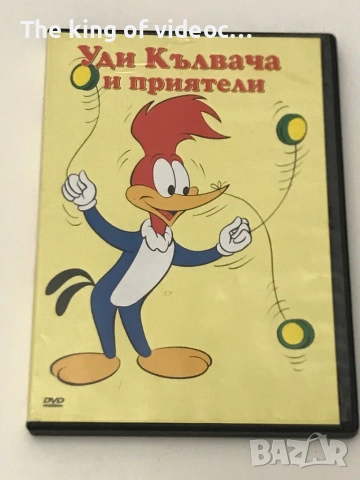 The king of videoc...
Уди Кълвача
и приятели
DVD
BAZAR